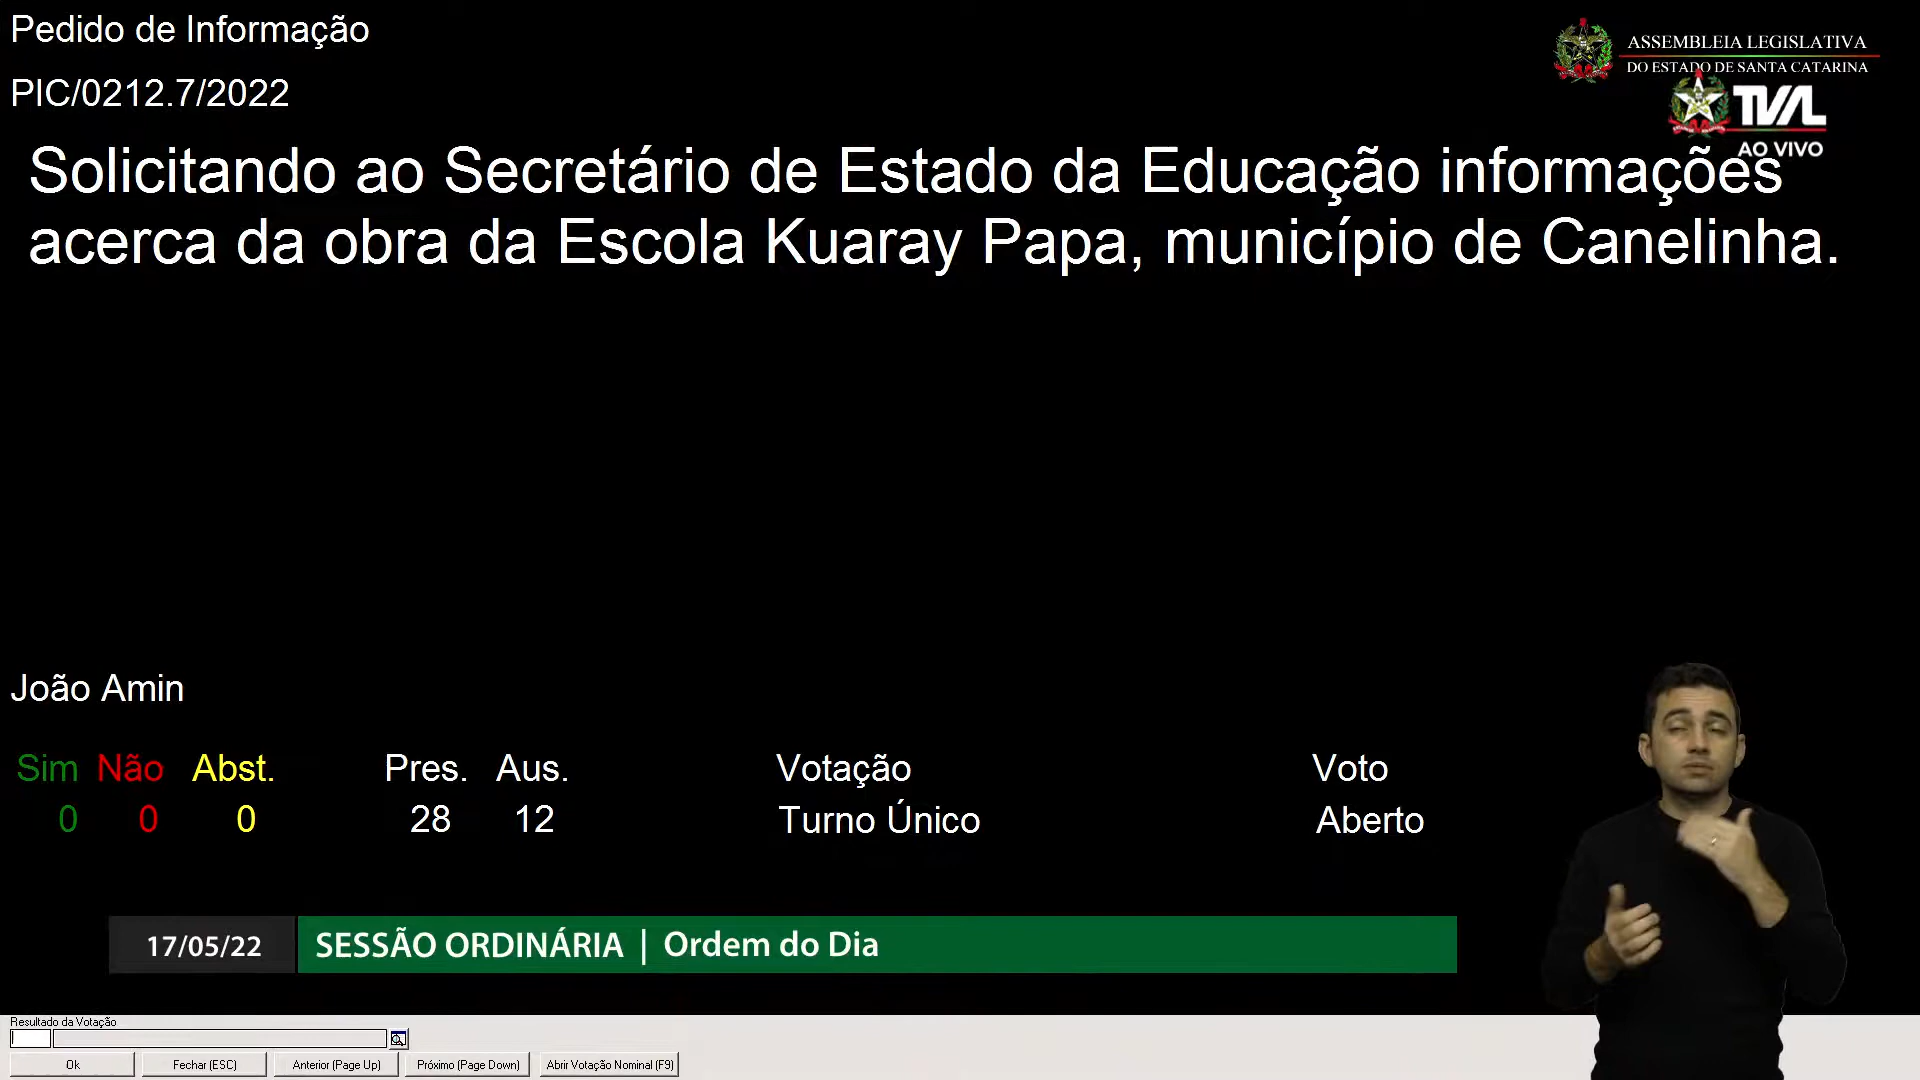 Pedido de Informação
PIC/0212.7/2022
ASSEMBLEIA LEGISLATIVA
DO ESTADO DE SANTA CATARINA
TVAL
AO VIVO
Solicitando ao Secretário de Estado da Educação informações
acerca da obra da Escola Kuaray Papa, município de Canelinha.
João Amin
Sim Não Abst. Pres. Aus. Votação Voto
0 0 0 28 12 Turno Único Aberto
17/05/22 SESSÃO ORDINÁRIA | Ordem do Dia
Resultado da Votação
Ok Fechar (ESC) Anterior (Page Up) Próximo (Page Down) Abrir Votação Nominal (F9)